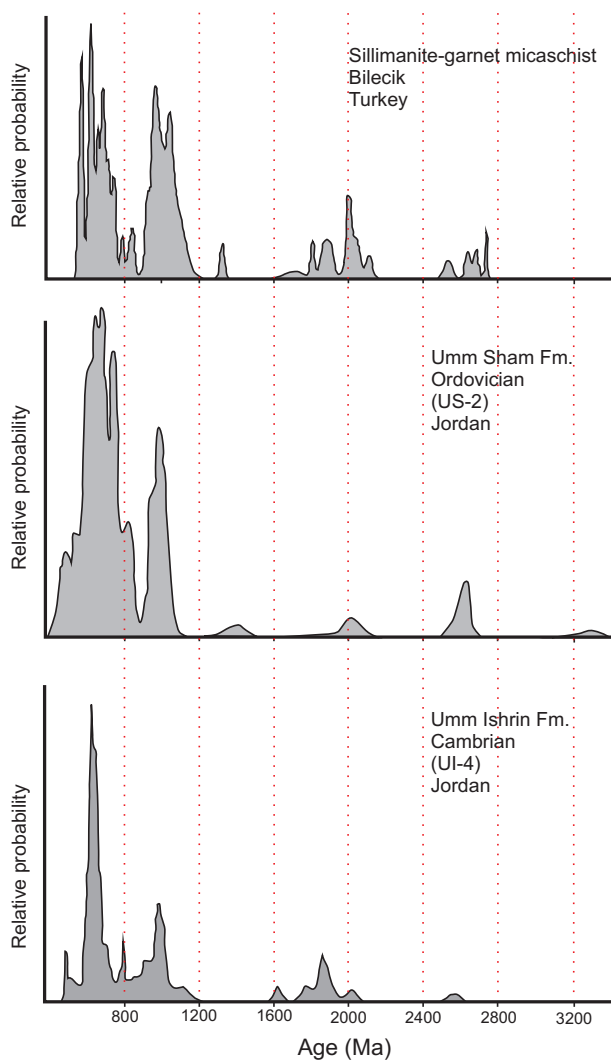 Relative probability
Sillimanite-garnet micaschist
Bilecik
Turkey
Relative probability
Umm Sham Fm.
Ordovician
(US-2)
Jordan
Relative probability
Umm Ishrin Fm.
Cambrian
(UI-4)
Jordan
800 1200 1600 2000 2400 2800 3200
Age (Ma)